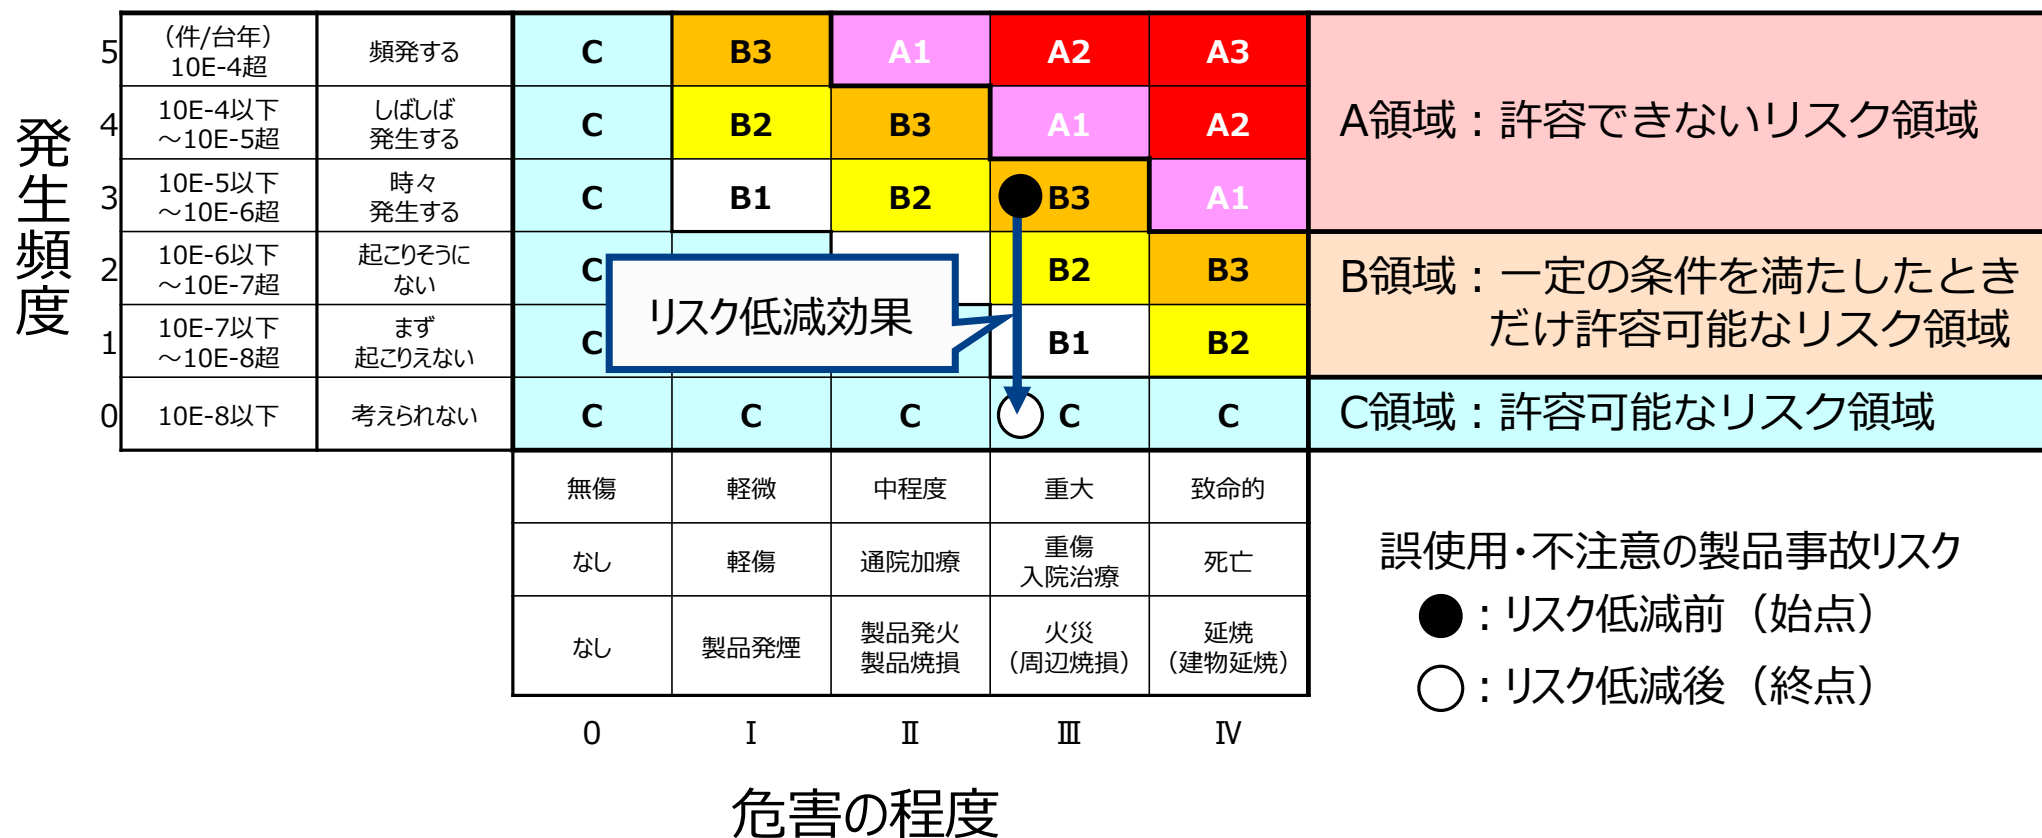 発生頻度
5
（件/台年）
10E-4超
頻発する
C
B3
A1
A2
A3
A領域：許容できないリスク領域
4
10E-4以下
～10E-5超
しばしば
発生する
C
B2
B3
A1
A2
3
10E-5以下
～10E-6超
時々
発生する
C
B1
B2
B3
A1
2
10E-6以下
～10E-7超
起こりそうに
ない
C
B2
B3
B領域：一定の条件を満たしたとき
だけ許容可能なリスク領域
リスク低減効果
1
10E-7以下
～10E-8超
まず
起こりえない
C
B1
B2
0
10E-8以下
考えられない
C
C
C
C
C
C領域：許容可能なリスク領域
無傷
軽微
中程度
重大
致命的
なし
軽傷
通院加療
重傷
入院治療
死亡
なし
製品発煙
製品発火
製品焼損
火災
（周辺焼損）
延焼
（建物延焼）
0
Ⅰ
Ⅱ
Ⅲ
Ⅳ
危害の程度
誤使用・不注意の製品事故リスク
●：リスク低減前（始点）
○：リスク低減後（終点）